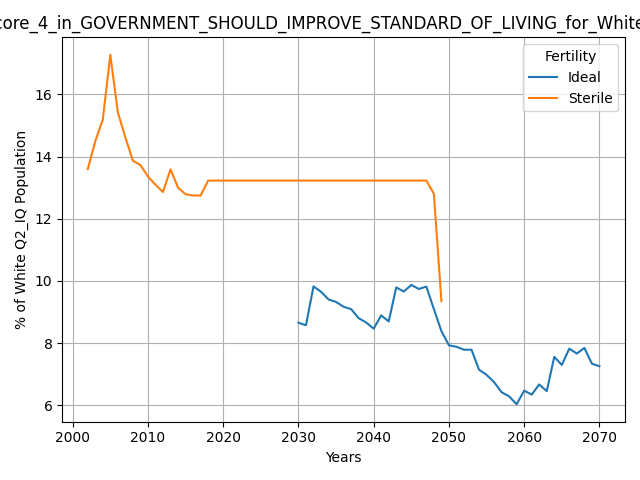 core_4_in_GOVERNMENT_SHOULD_IMPROVE_STANDARD_OF_LIVING_for_White
Fertility
Ideal
Sterile
% of White Q2_IQ Population
16
14
12
10
8
6
2000 2010 2020 2030 2040 2050 2060 2070
Years